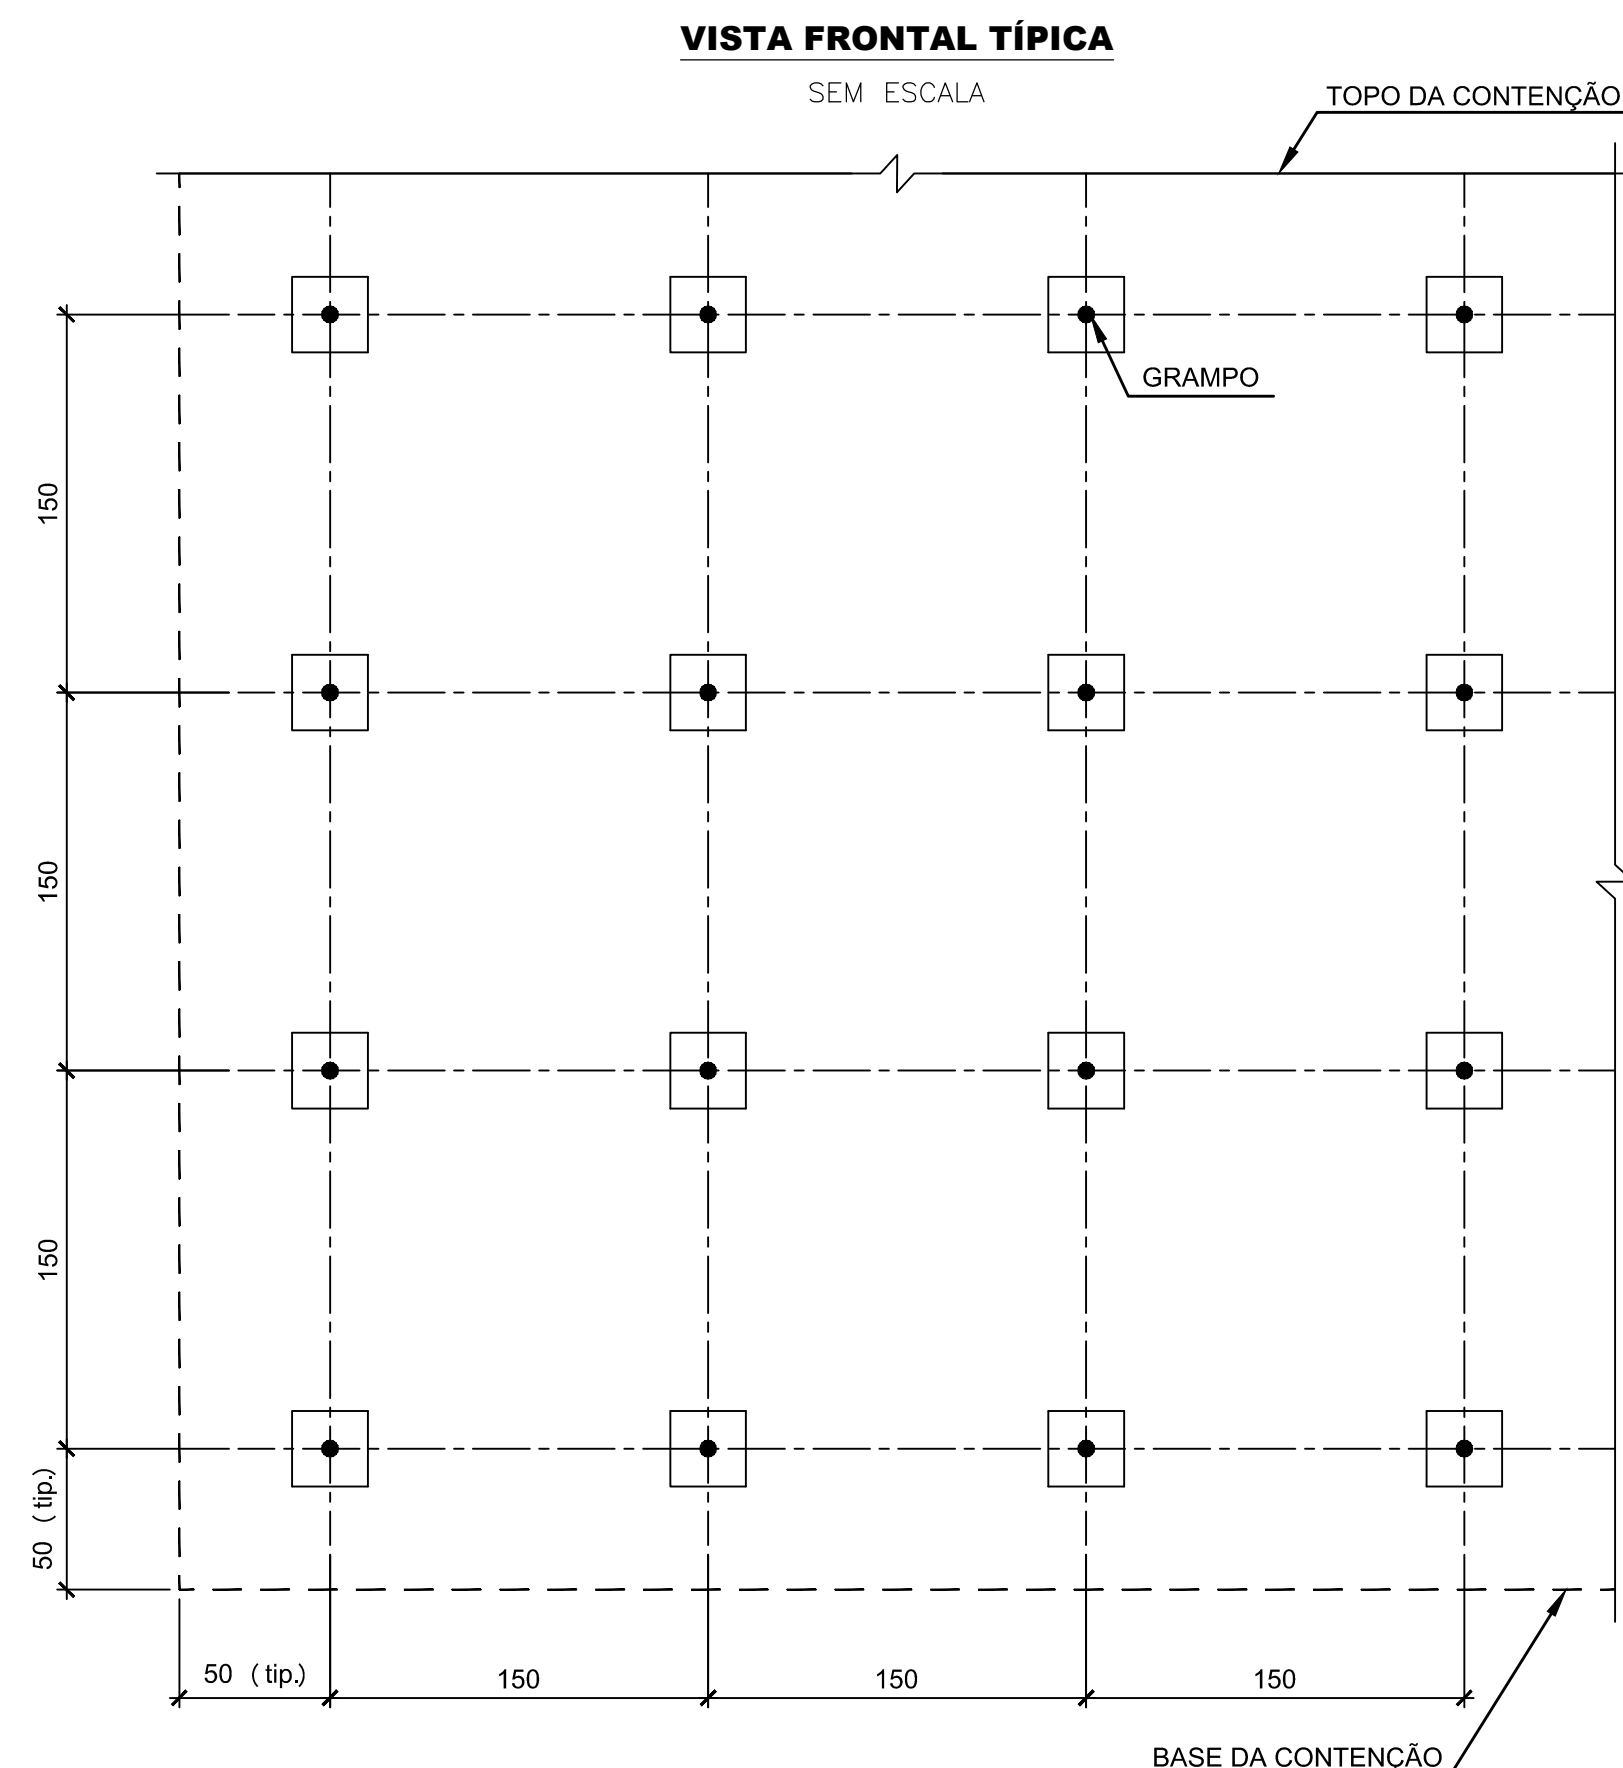 VISTA FRONTAL TÍPICA
SEM ESCALA
TOPO DA CONTENÇÃO
GRAMPO
150
150
150
50 (tip.)
50 (tip.)
150
150
150
BASE DA CONTENÇÃO